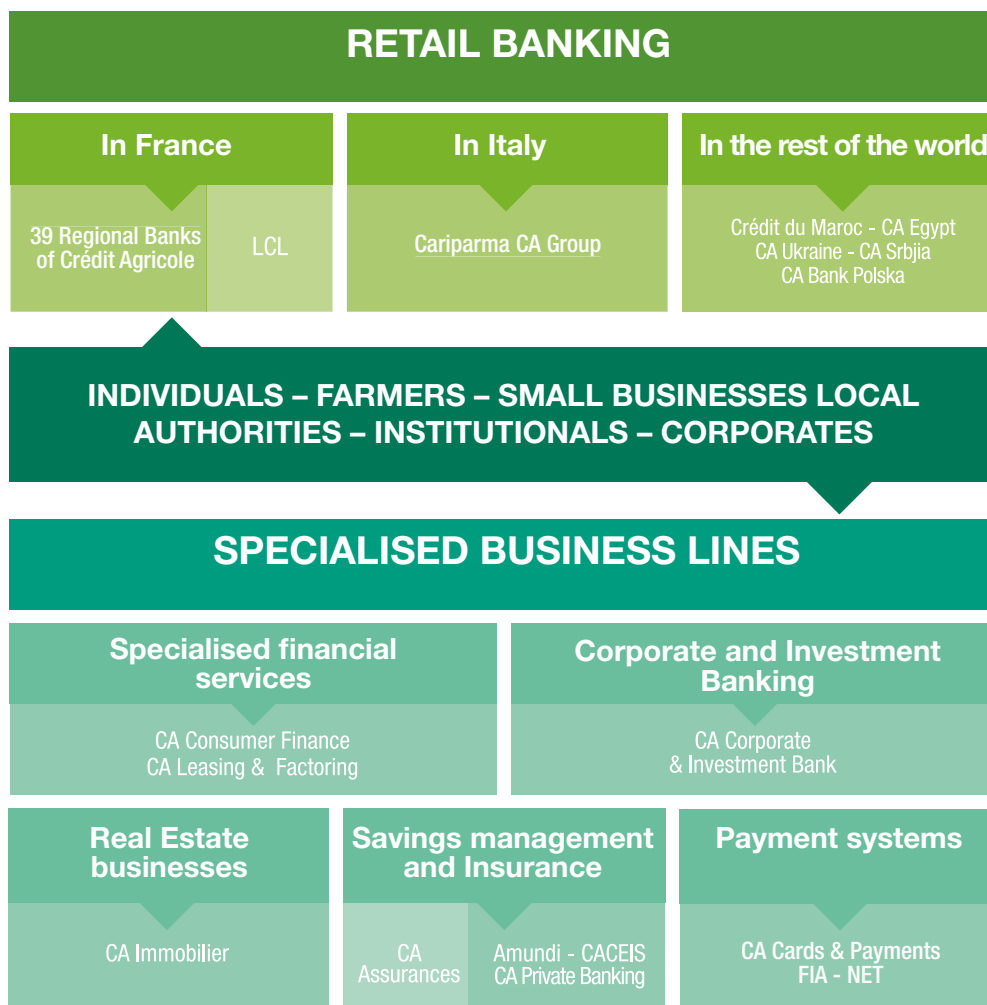 RETAIL BANKING
In France
39 Regional Banks
of Crédit Agricole
LCL
In Italy
Cariparma CA Group
In the rest of the world
Crédit du Maroc - CA Egypt
CA Ukraine - CA Srbjia
CA Bank Polska
INDIVIDUALS – FARMERS – SMALL BUSINESSES LOCAL
AUTHORITIES – INSTITUTIONALS – CORPORATES
SPECIALISED BUSINESS LINES
Specialised financial
services
CA Consumer Finance
CA Leasing & Factoring
Corporate and Investment
Banking
CA Corporate
& Investment Bank
Real Estate
businesses
CA Immobilier
Savings management
and Insurance
CA
Assurances
Amundi - CACEIS
CA Private Banking
Payment systems
CA Cards & Payments
FIA - NET